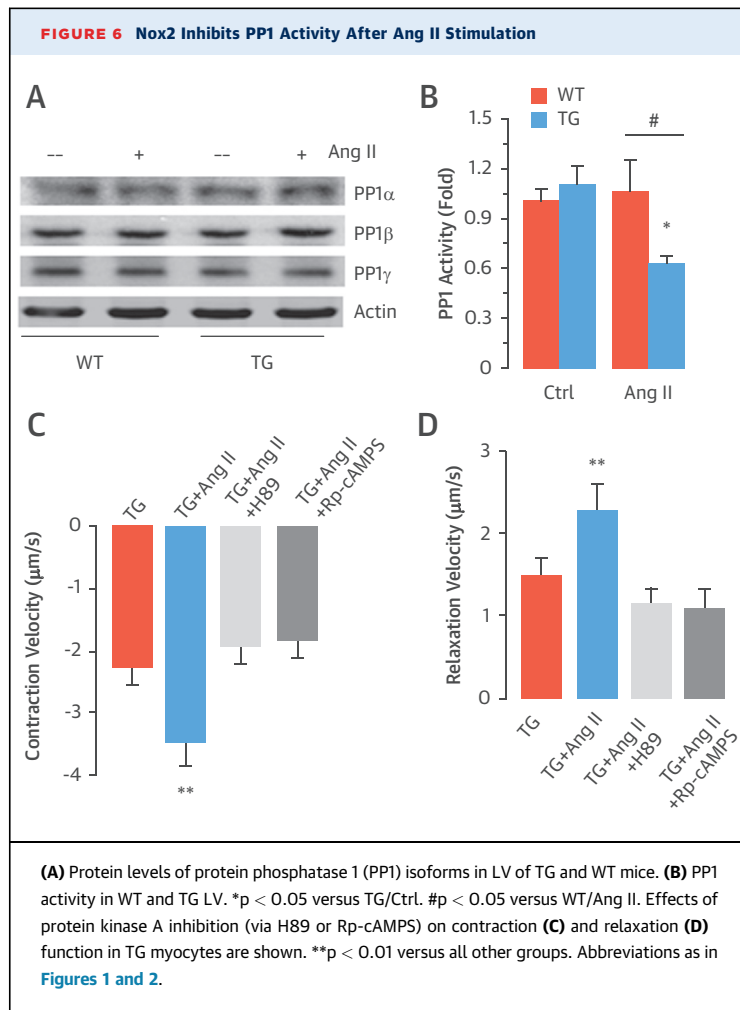 FIGURE 6 Nox2 Inhibits PP1 Activity After Ang II Stimulation
A
-- + -- + Ang II
PP1α
PP1β
PP1γ
Actin
WT TG
B
WT
TG
PP1 Activity (Fold)
1.5
1.2
0.9
0.6
0.3
0
#
*
Ctrl Ang II
C
TG
TG+Ang II
TG+Ang II
+H89
TG+Ang II
+Rp-cAMPS
Contraction Velocity (μm/s)
0
-1
-2
-3
-4
**
D
Relaxation Velocity (μm/s)
3
2
1
0
**
TG
TG+Ang II
TG+Ang II
+H89
TG+Ang II
+Rp-cAMPS
(A) Protein levels of protein phosphatase 1 (PP1) isoforms in LV of TG and WT mice. (B) PP1
activity in WT and TG LV. *p < 0.05 versus TG/Ctrl. #p < 0.05 versus WT/Ang II. Effects of
protein kinase A inhibition (via H89 or Rp-cAMPS) on contraction (C) and relaxation (D)
function in TG myocytes are shown. **p < 0.01 versus all other groups. Abbreviations as in
Figures 1 and 2.